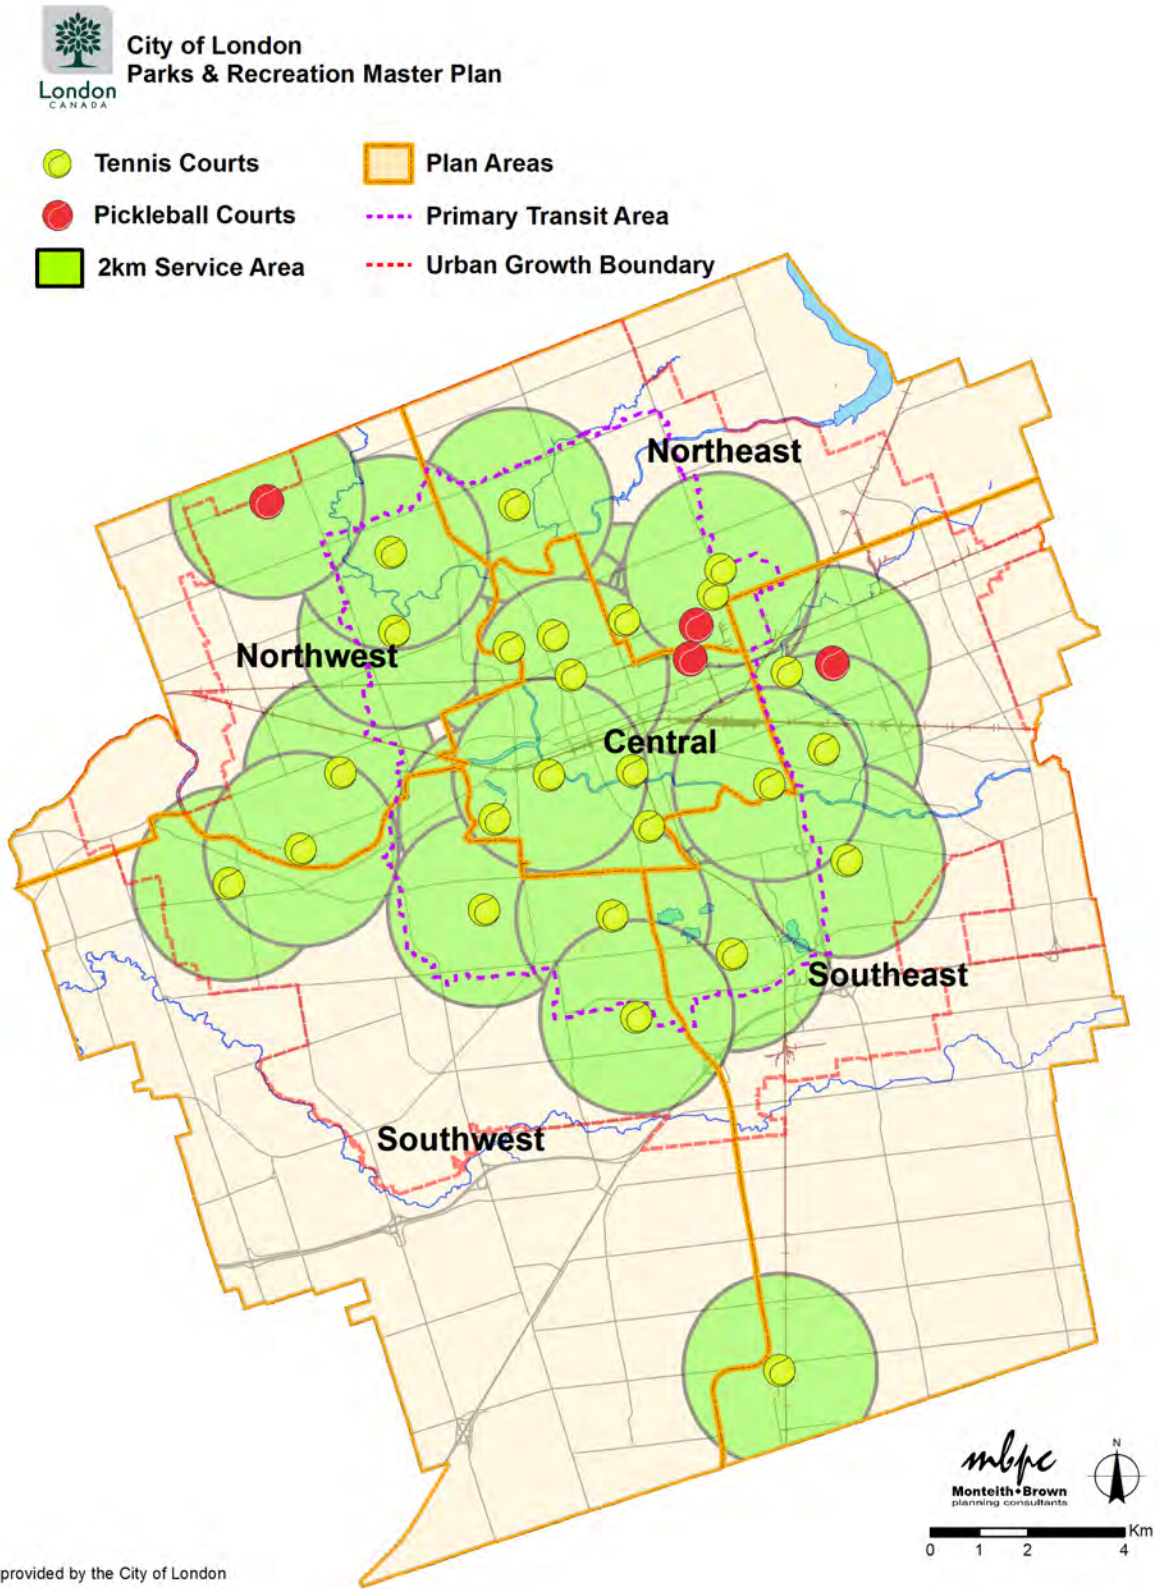 City of London
Parks & Recreation Master Plan
London
CANADA
Tennis Courts
Plan Areas
Pickleball Courts
Primary Transit Area
2km Service Area
Urban Growth Boundary
Northeast
Northwest
Central
Southeast
Southwest
mbpc
Monteith•Brown
planning consultants
N
Km
0 1 2 4
provided by the City of London